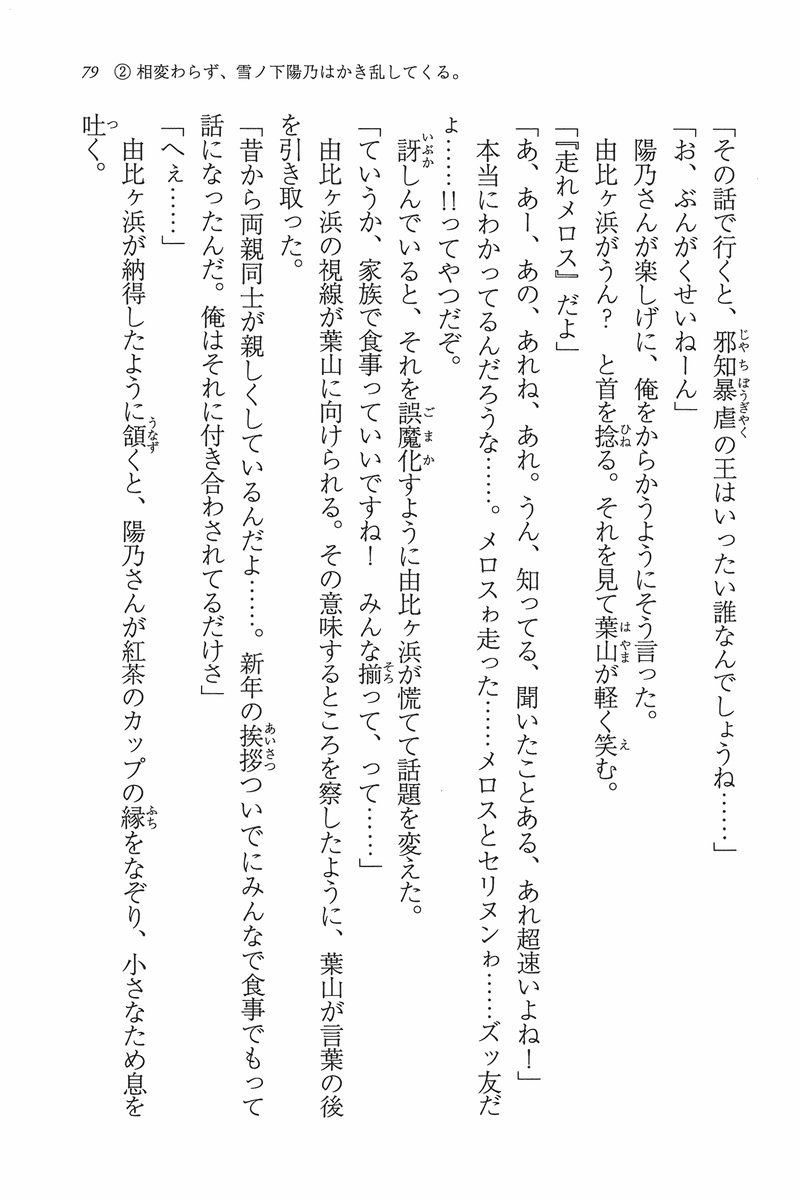 79 ② 相変わらず、雪ノ下陽乃はかき乱してくる。
「その話で行くと、邪知暴虐の王はいったい誰なんでしょうね……」
「お、ぶんがくせいねーん」
陽乃さんが楽しげに、俺をからかうようにそう言った。
由比ヶ浜がうん？　と首を捻る。それを見て葉山が軽く笑む。
「『走れメロス』だよ」
「あ、あー、あの、あれね、あれ。うん、知ってる、聞いたことある、あれ超速いよね！」
本当にわかってるんだろうな……。メロスゎ走った……メロスとセリヌンゎ……ズッ友だ
ょ……!!ってやつだぞ。
訝しんでいると、それを誤魔化すように由比ヶ浜が慌てて話題を変えた。
「ていうか、家族で食事っていいですね！　みんな揃って、って……」
由比ヶ浜の視線が葉山に向けられる。その意味するところを察したように、葉山が言葉の後
を引き取った。
「昔から両親同士が親しくしているんだよ……。新年の挨拶ついでにみんなで食事でもって
話になったんだ。俺はそれに付き合わされてるだけさ」
「へぇ……」
由比ヶ浜が納得したように頷くと、陽乃さんが紅茶のカップの縁をなぞり、小さなため息を
吐く。